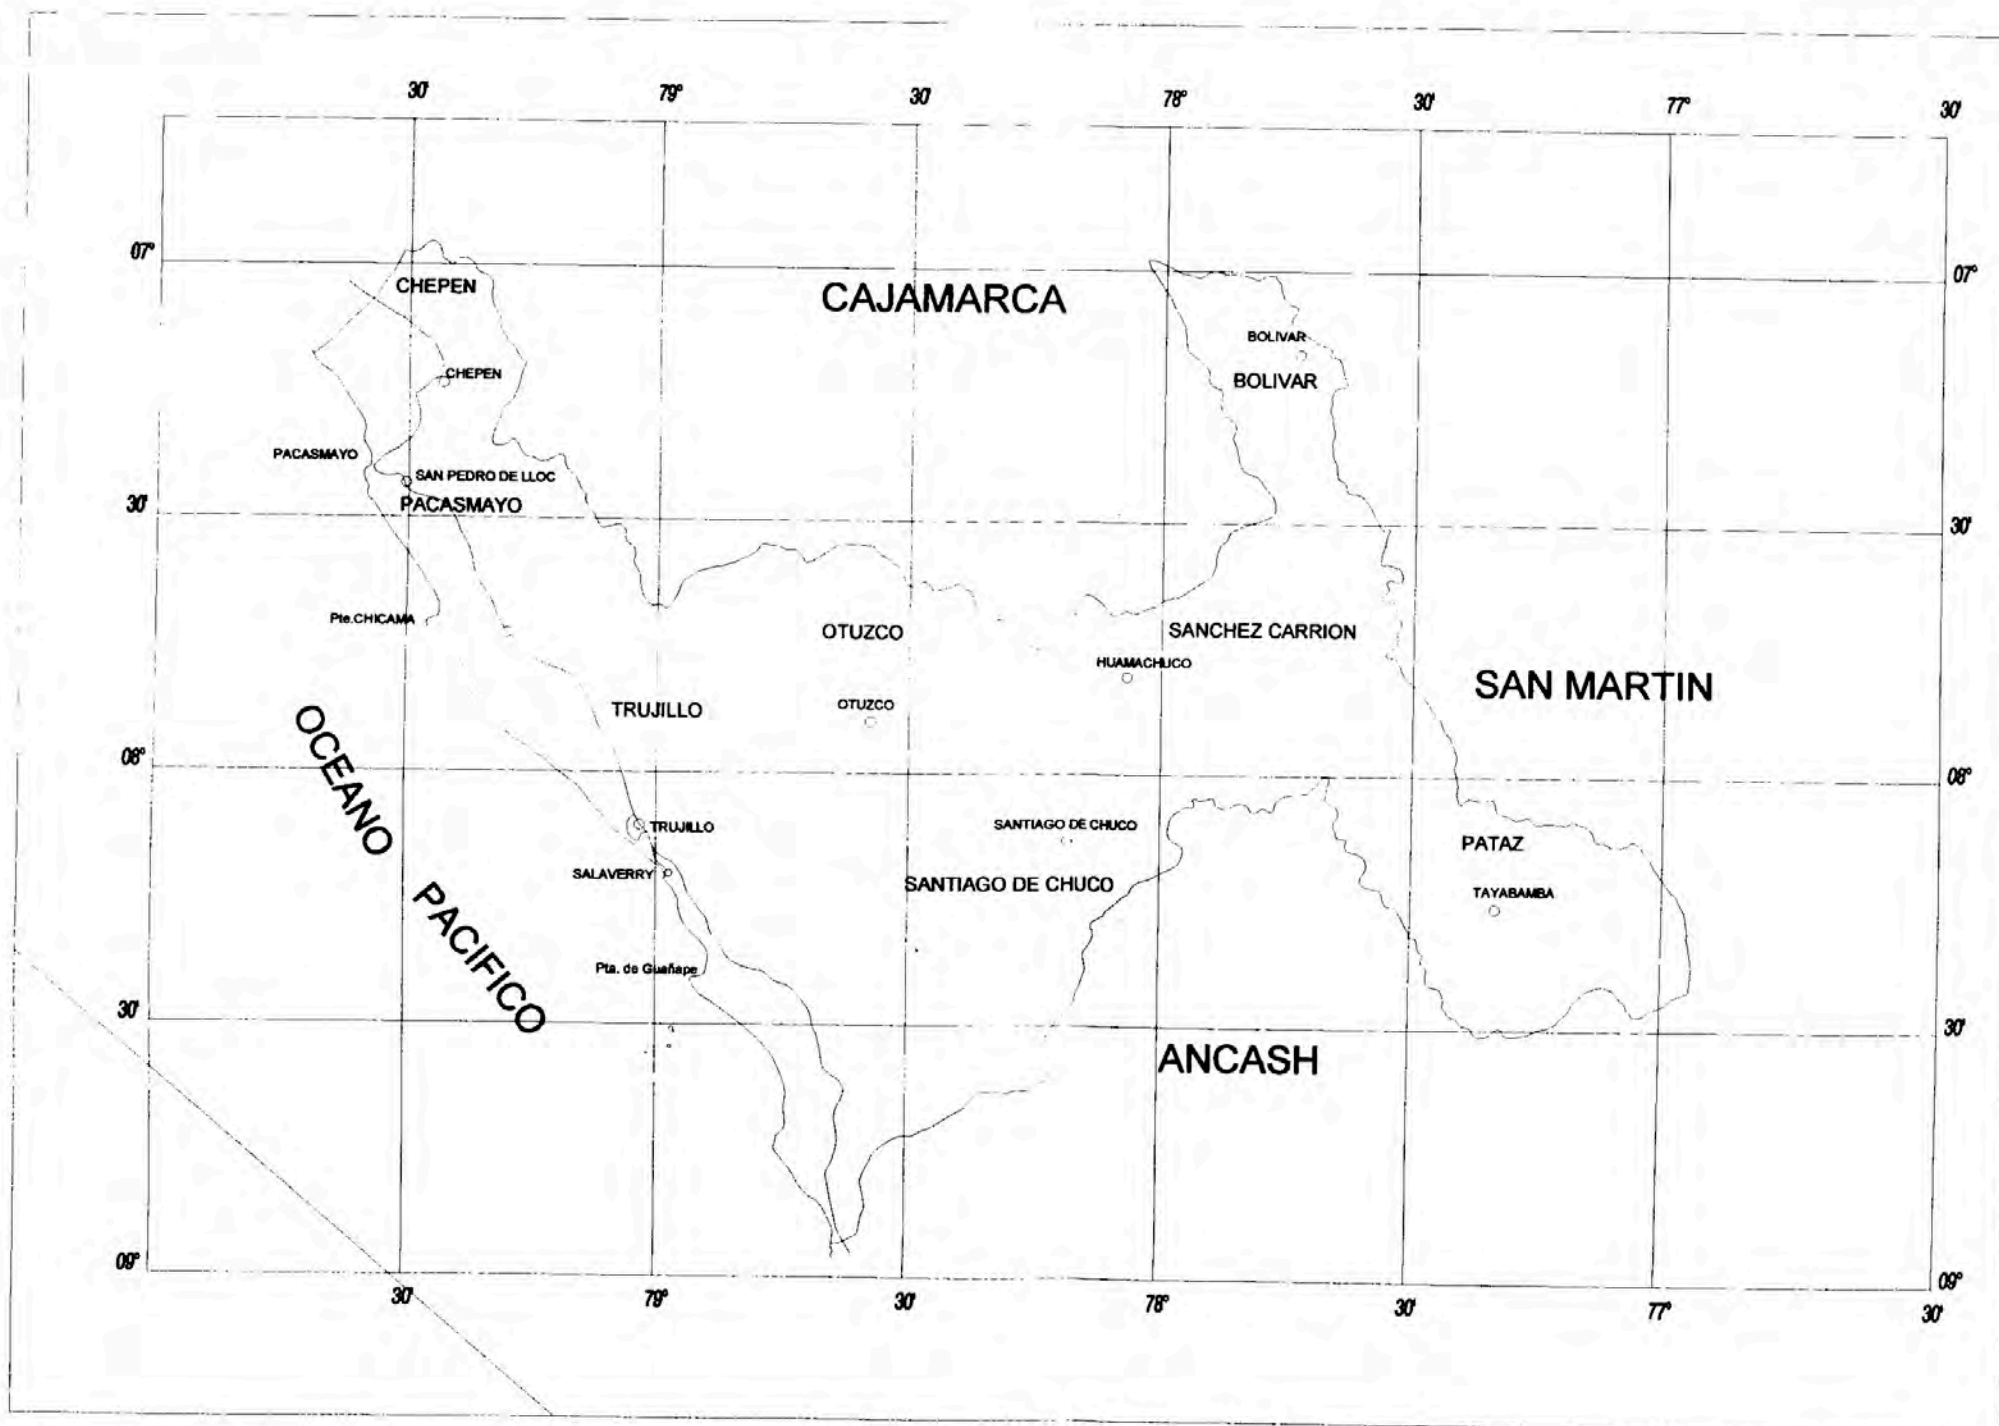 30' 79° 30' 78° 30' 77° 30'
07° 07°
CHEPEN
CAJAMARCA
BOLIVAR
CHEPEN
BOLIVAR
PACASMAYO
SAN PEDRO DE LLOC
PACASMAYO
30' 30'
Pte.CHICAMA
OTUZCO
SANCHEZ CARRION
HUAMACHUCO
SAN MARTIN
TRUJILLO
OTUZCO
OCEANO PACIFICO
08° 08°
TRUJILLO
SANTIAGO DE CHUCO
PATAZ
SALAVERRY
SANTIAGO DE CHUCO
TAYABAMBA
Pta. de Guañape
30' 30'
ANCASH
09° 09°
30' 79° 30' 78° 30' 77° 30'